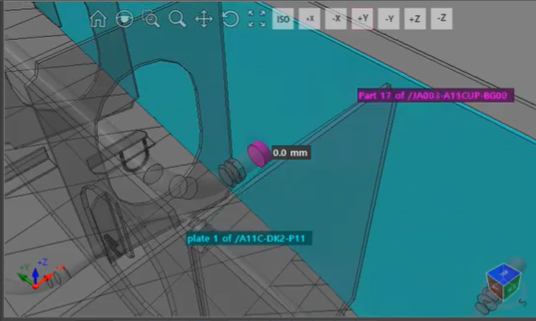 ISO +X -X +Y -Y +Z -Z
Part 17 of /JA003-A11CUP-BG00
0.0 mm
plate 1 of /A11C-DK2-P11
+Y +Z +X
S